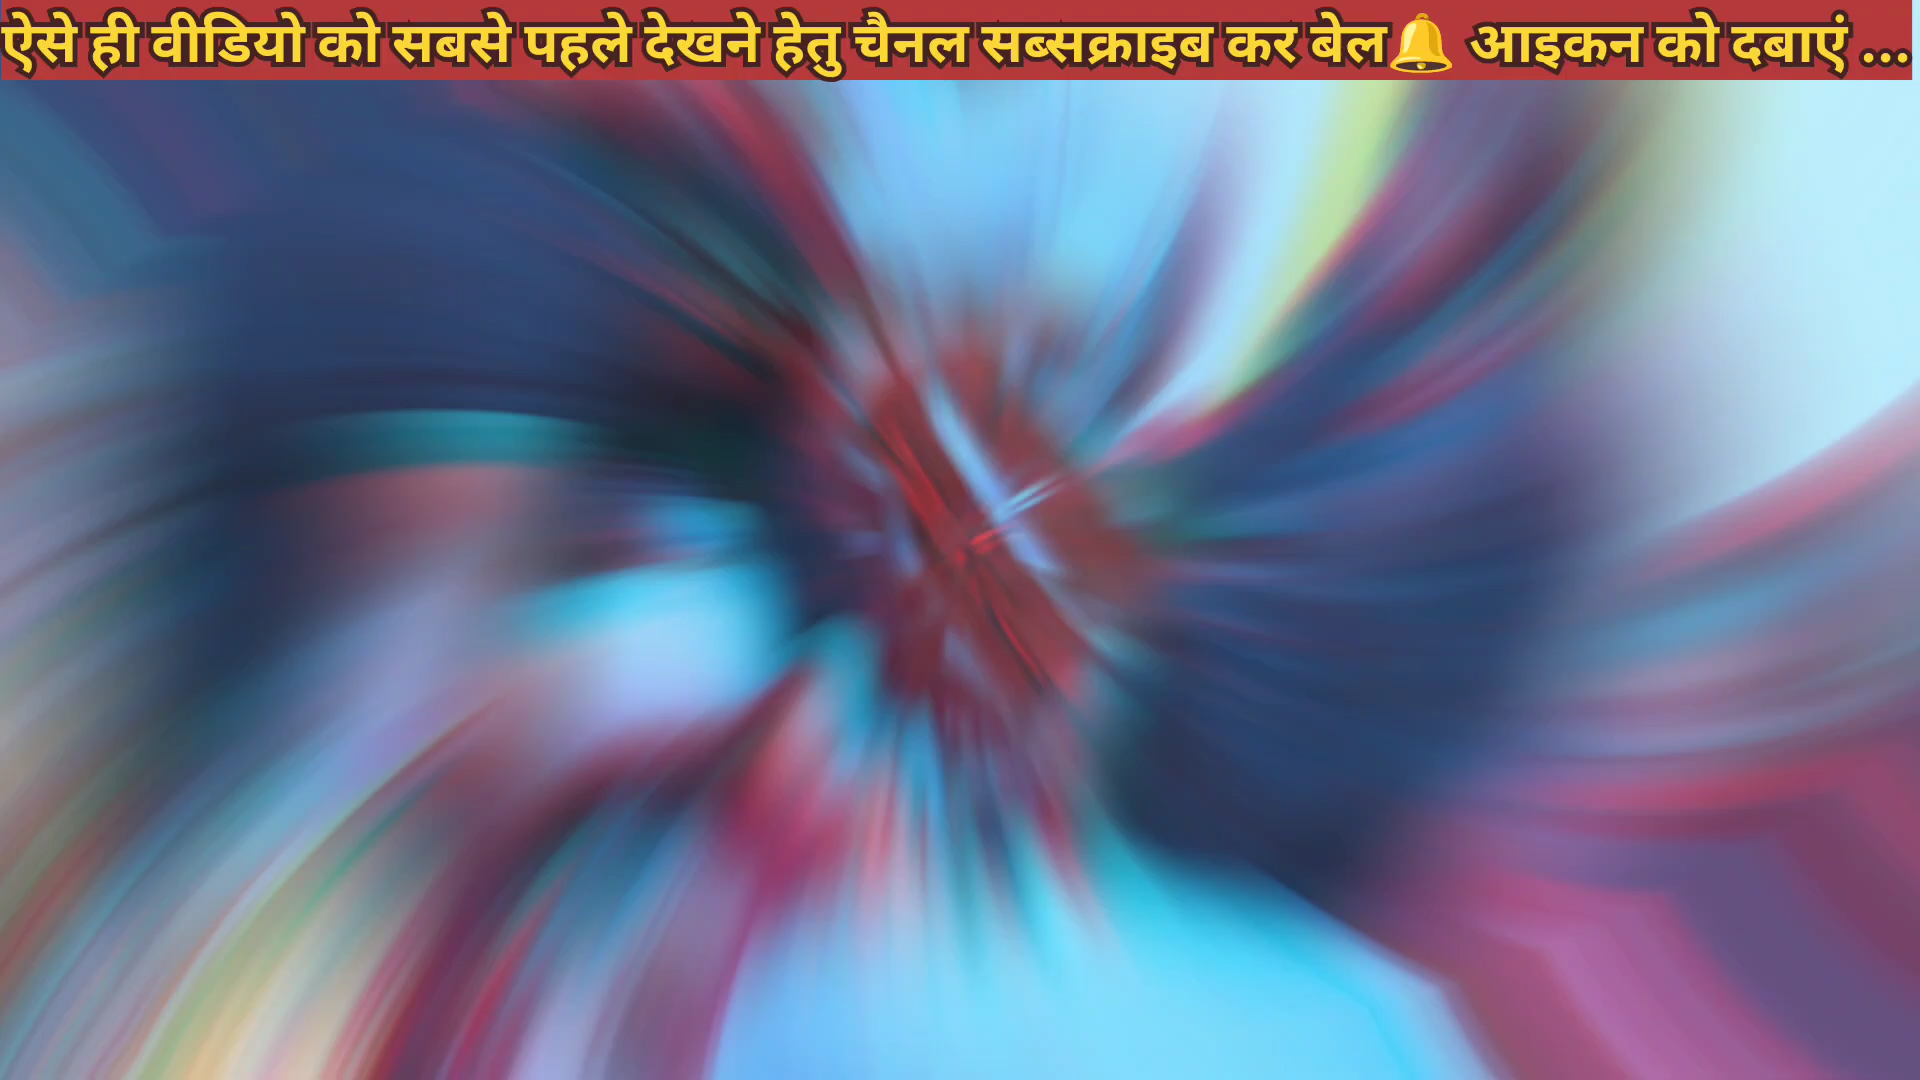 ऐसे ही वीडियो को सबसे पहले देखने हेतु चैनल सब्सक्राइब कर बेल🔔 आइकन को दबाएं ...